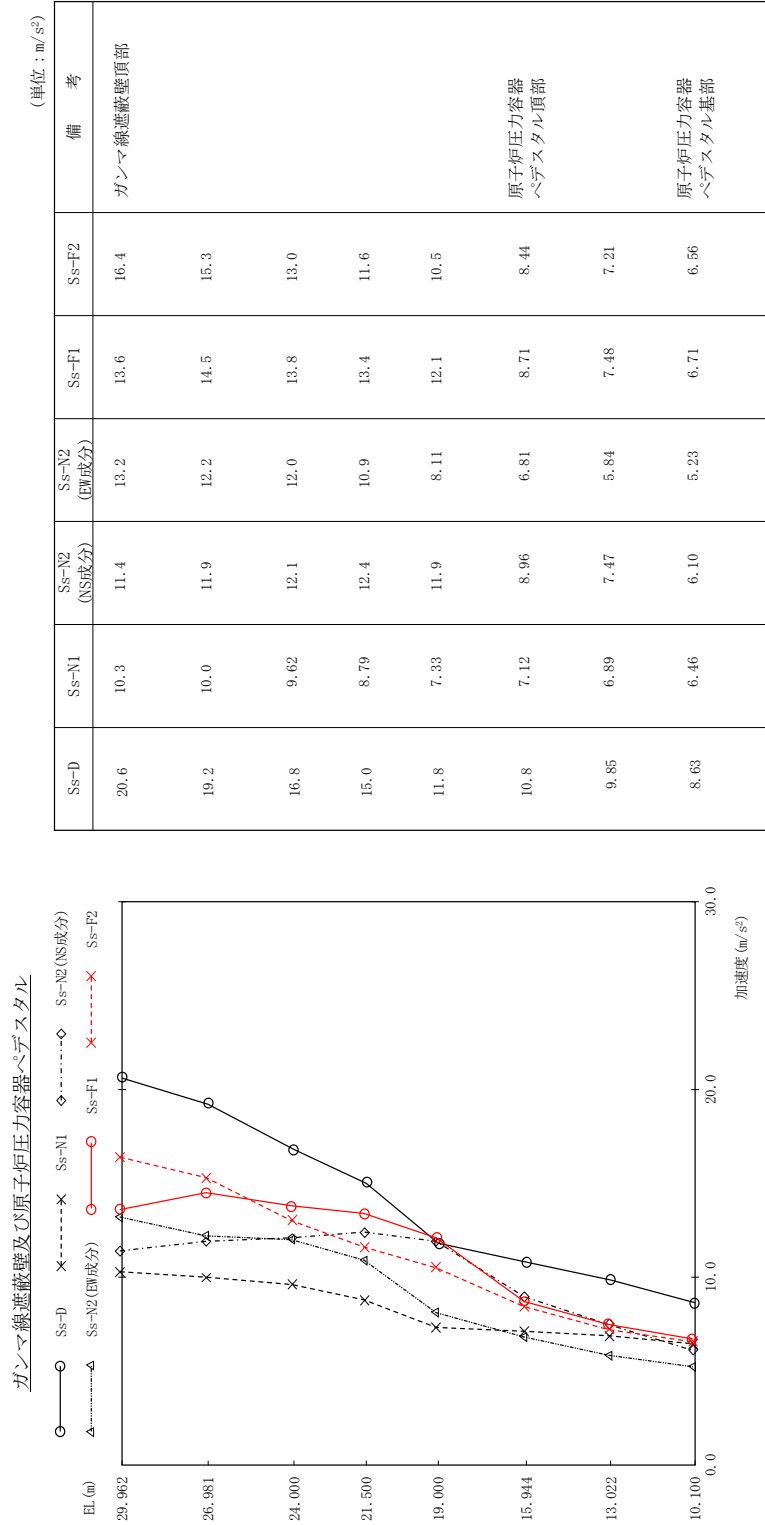 ガンマ線遮蔽壁及び原子炉圧力容器ペデスタル
Ss-D Ss-N1 Ss-N2(NS成分)
Ss-N2(EW成分) Ss-F1 Ss-F2
EL(m)
29.962
26.981
24.000
21.500
19.000
15.944
13.022
10.100
0.0 10.0 20.0 30.0
加速度(m/s²)
(単位：m/s²)
Ss-D Ss-N1 Ss-N2 (NS成分) Ss-N2 (EW成分) Ss-F1 Ss-F2 備 考
20.6 10.3 11.4 13.2 13.6 16.4 ガンマ線遮蔽壁頂部
19.2 10.0 11.9 12.2 14.5 15.3
16.8 9.62 12.1 12.0 13.8 13.0
15.0 8.79 12.4 10.9 13.4 11.6
11.8 7.33 11.9 8.11 12.1 10.5
10.8 7.12 8.96 6.81 8.71 8.44 原子炉圧力容器
ペデスタル頂部
9.85 6.89 7.47 5.84 7.48 7.21
8.63 6.46 6.10 5.23 6.71 6.56 原子炉圧力容器
ペデスタル基部